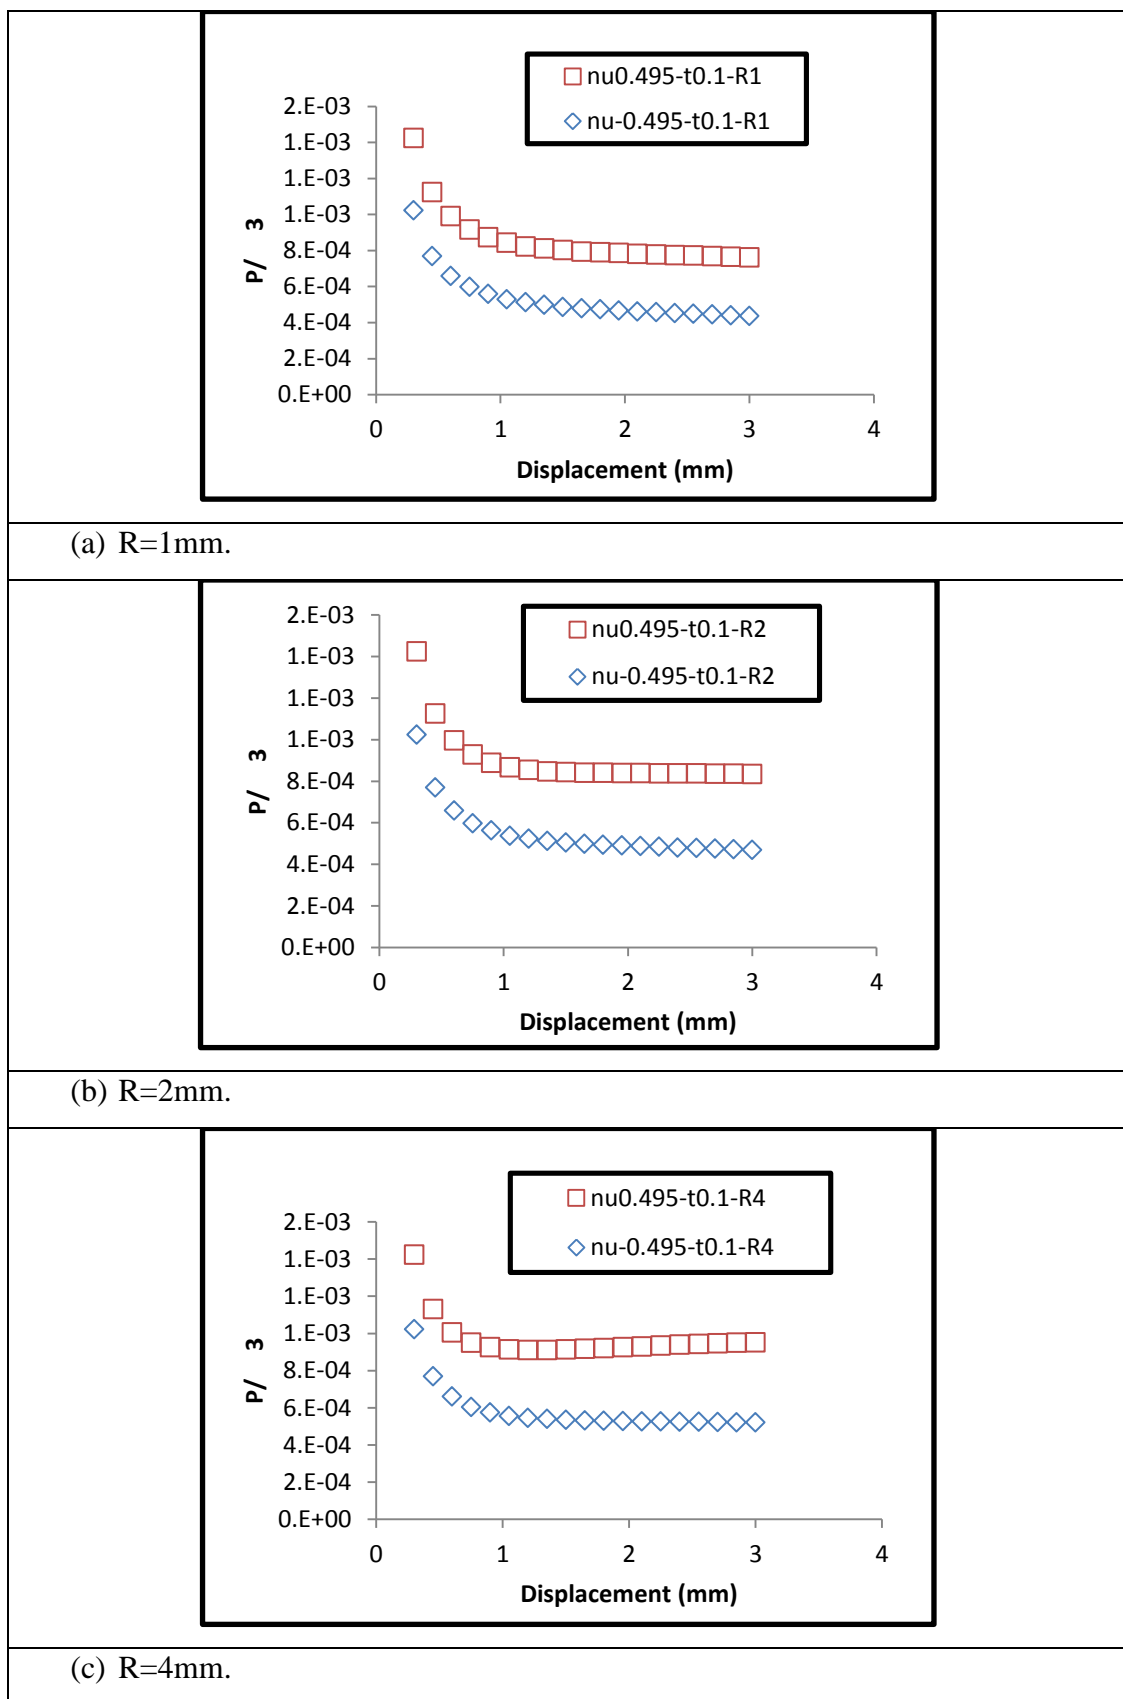 nu0.495-t0.1-R1
nu-0.495-t0.1-R1
2.E-03
1.E-03
1.E-03
1.E-03
8.E-04
6.E-04
4.E-04
2.E-04
0.E+00
P/ 3
0 1 2 3 4
Displacement (mm)
(a) R=1mm.
nu0.495-t0.1-R2
nu-0.495-t0.1-R2
2.E-03
1.E-03
1.E-03
1.E-03
8.E-04
6.E-04
4.E-04
2.E-04
0.E+00
P/ 3
0 1 2 3 4
Displacement (mm)
(b) R=2mm.
nu0.495-t0.1-R4
nu-0.495-t0.1-R4
2.E-03
1.E-03
1.E-03
1.E-03
8.E-04
6.E-04
4.E-04
2.E-04
0.E+00
P/ 3
0 1 2 3 4
Displacement (mm)
(c) R=4mm.